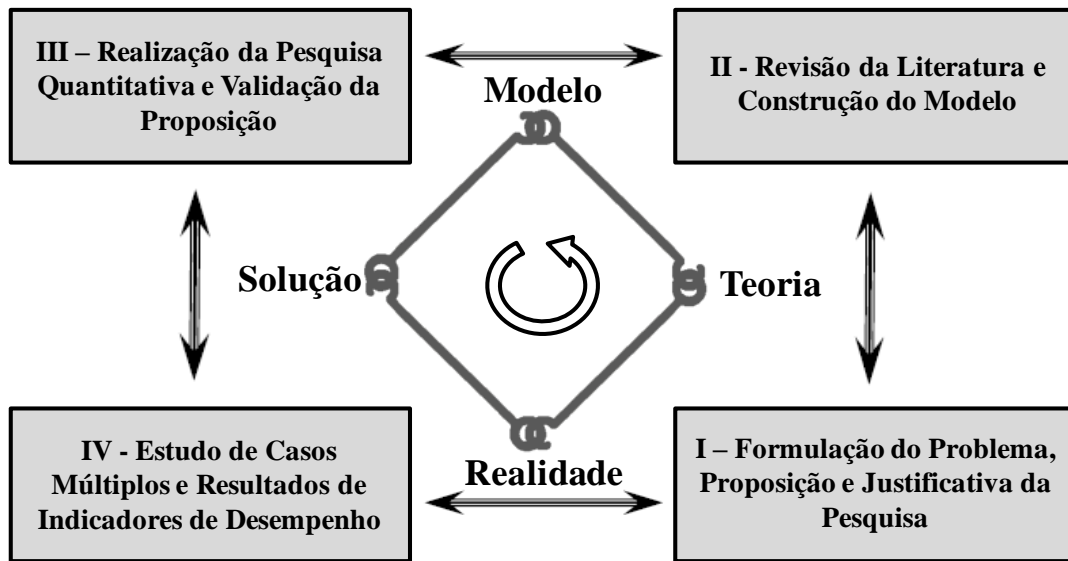 III – Realização da Pesquisa
Quantitativa e Validação da
Proposição
II - Revisão da Literatura e
Construção do Modelo
Modelo
Solução
Teoria
Realidade
IV - Estudo de Casos
Múltiplos e Resultados de
Indicadores de Desempenho
I – Formulação do Problema,
Proposição e Justificativa da
Pesquisa